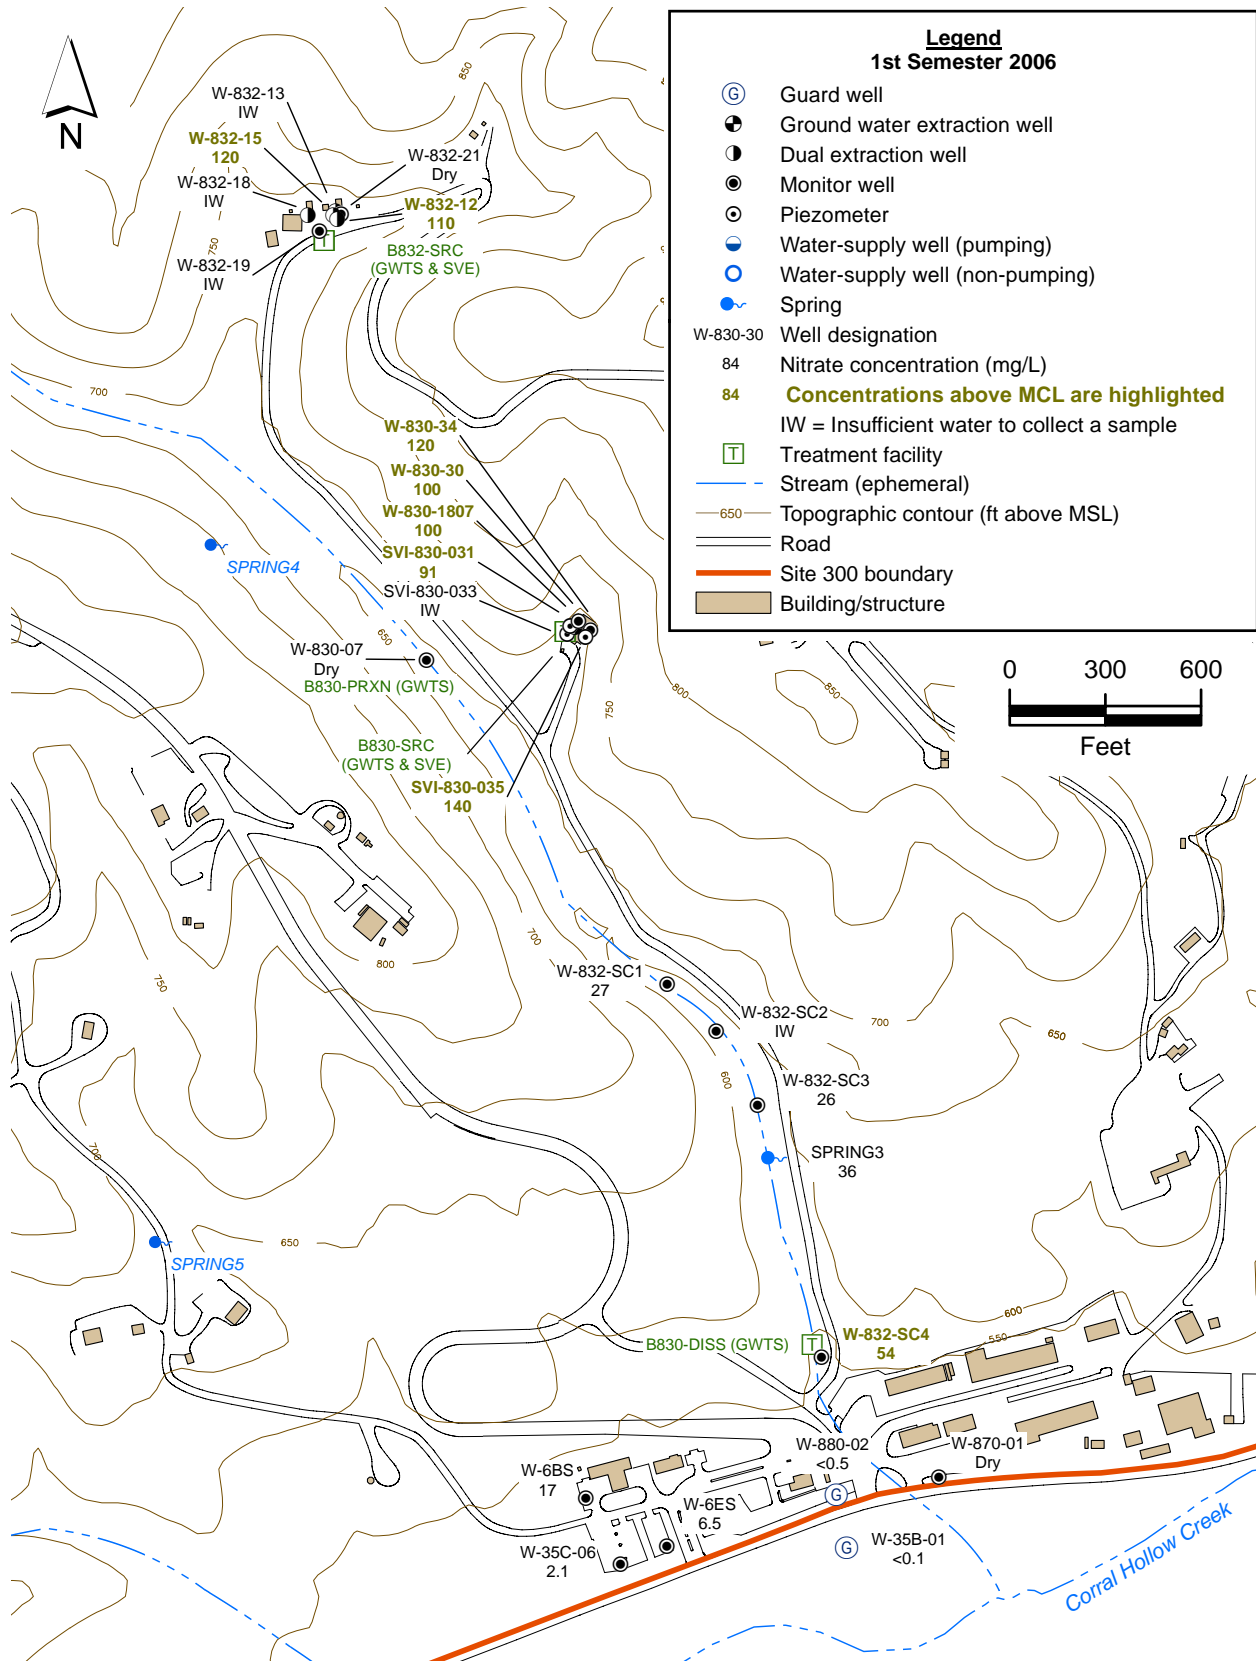 Legend
1st Semester 2006
G Guard well
Ground water extraction well
Dual extraction well
Monitor well
Piezometer
Water-supply well (pumping)
Water-supply well (non-pumping)
Spring
W-830-30 Well designation
84 Nitrate concentration (mg/L)
84 Concentrations above MCL are highlighted
IW = Insufficient water to collect a sample
T Treatment facility
Stream (ephemeral)
650 Topographic contour (ft above MSL)
Road
Site 300 boundary
Building/structure
0 300 600
Feet
N
850
W-832-13
IW
W-832-15
120
W-832-21
Dry
W-832-18
IW
W-832-12
110
750
T
W-832-19
IW
B832-SRC
(GWTS & SVE)
700
W-830-34
120
W-830-30
100
W-830-1807
100
SVI-830-031
91
SVI-830-033
IW
SPRING4
650
W-830-07
Dry
B830-PRXN (GWTS)
800
850
750
B830-SRC
(GWTS & SVE)
SVI-830-035
140
700
800
750
W-832-SC1
27
W-832-SC2
IW
700
650
600
W-832-SC3
26
700
SPRING3
36
650
SPRING5
600
550
B830-DISS (GWTS)
T
W-832-SC4
54
W-880-02
<0.5
W-870-01
Dry
W-6BS
17
G
W-6ES
6.5
W-35C-06
2.1
G
W-35B-01
<0.1
Corral Hollow Creek